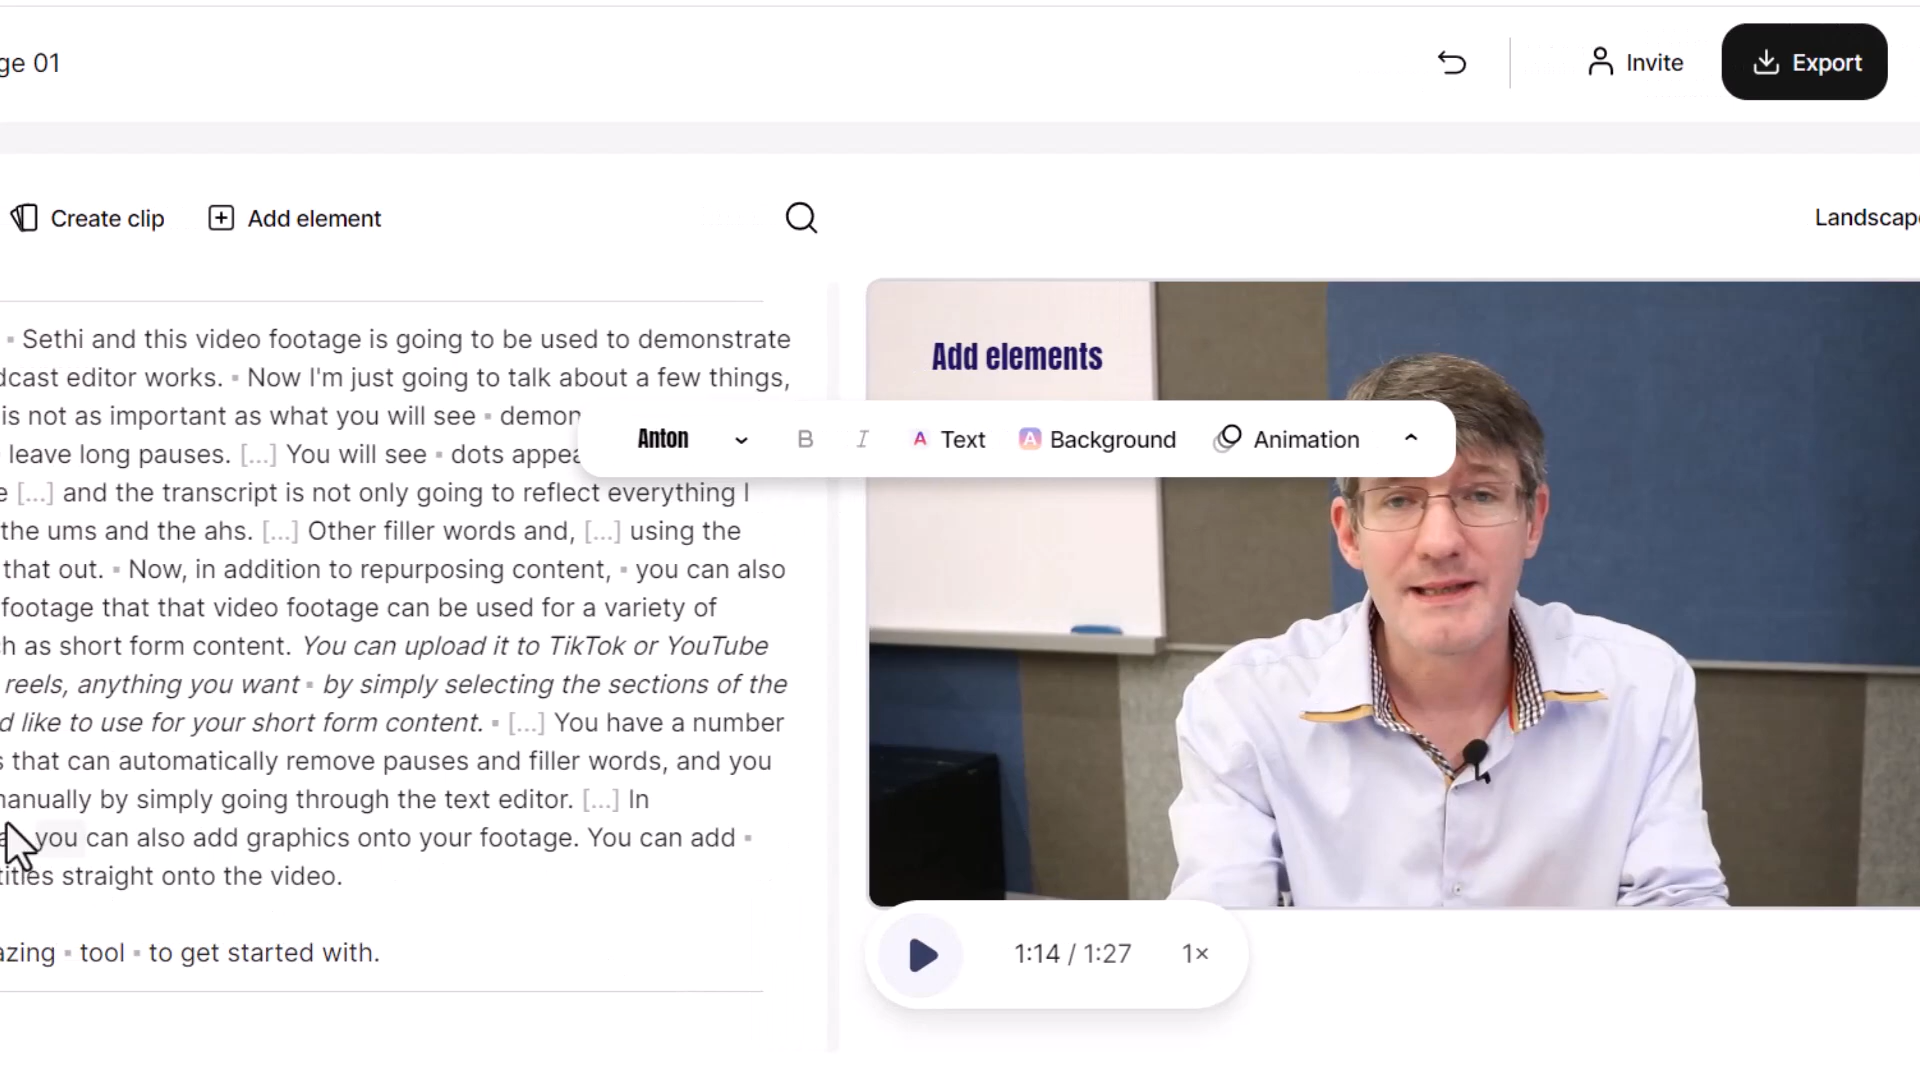 ge 01
Invite
Export
Create clip
Add element
Landscap
Sethi and this video footage is going to be used to demonstrate
dcast editor works. ▪ Now I'm just going to talk about a few things,
is not as important as what you will see ▪ demon
leave long pauses. [...] You will see ▪ dots appea
e [...] and the transcript is not only going to reflect everything I
the ums and the ahs. [...] Other filler words and, [...] using the
that out. ▪ Now, in addition to repurposing content, ▪ you can also
footage that that video footage can be used for a variety of
h as short form content. You can upload it to TikTok or YouTube
reels, anything you want ▪ by simply selecting the sections of the
d like to use for your short form content. ▪ [...] You have a number
s that can automatically remove pauses and filler words, and you
manually by simply going through the text editor. [...] In
you can also add graphics onto your footage. You can add ▪
titles straight onto the video.
azing ▪ tool ▪ to get started with.
Add elements
Anton
B
I
A Text
A Background
Animation
1:14 / 1:27
1×